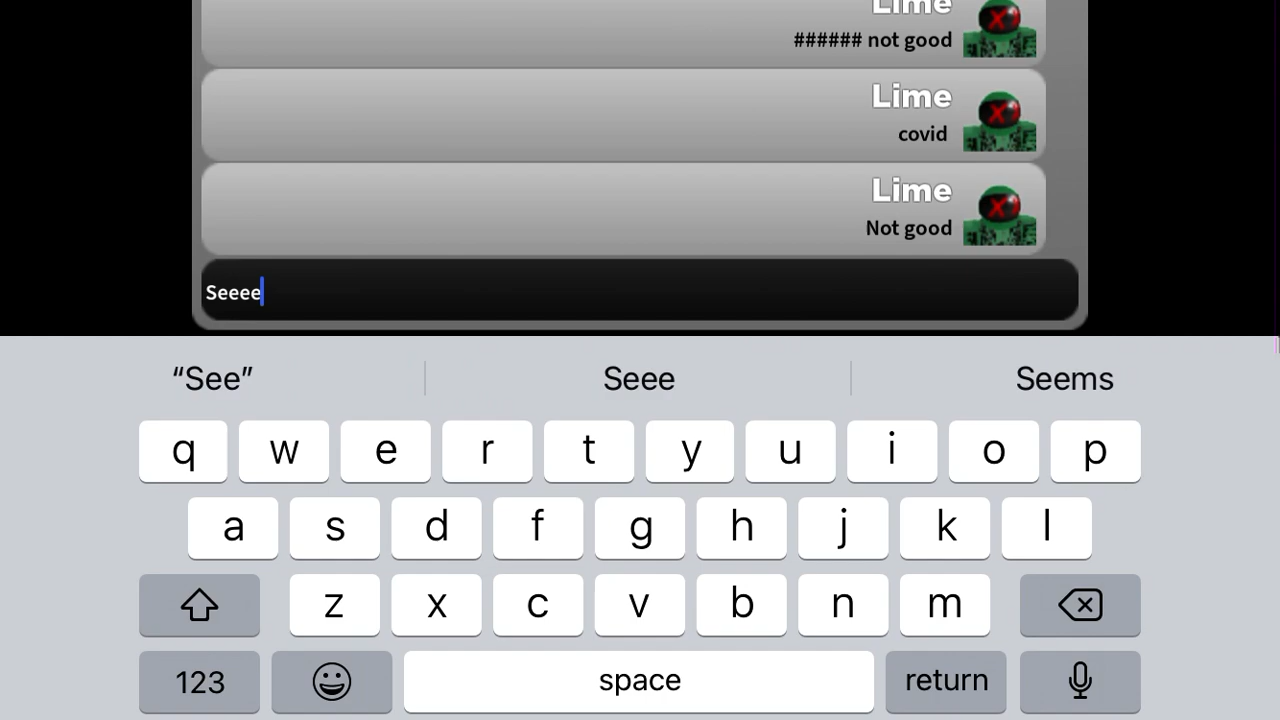 Lime
###### not good
Lime
covid
Lime
Not good
Seeee
“See” Seee Seems
q w e r t y u i o p
a s d f g h j k l
z x c v b n m
123 space return